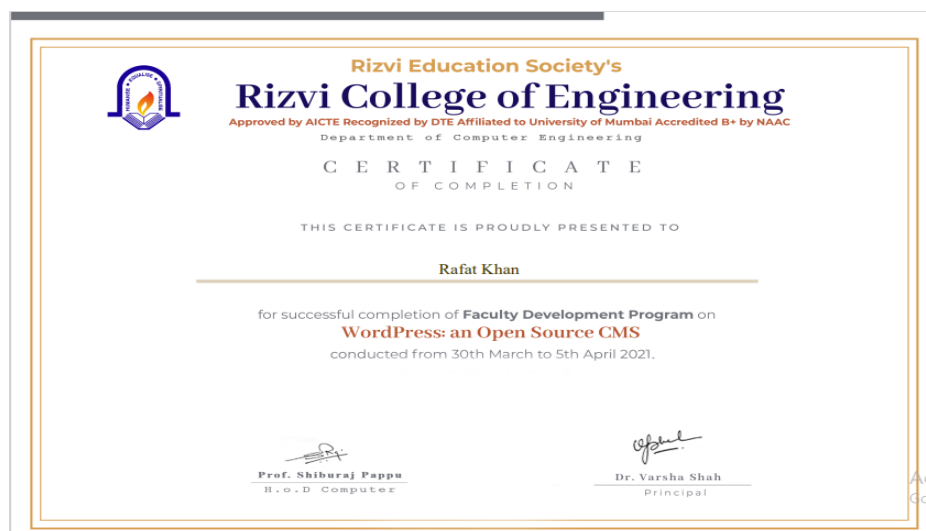 Rizvi Education Society's
Rizvi College of Engineering
Approved by AICTE Recognized by DTE Affiliated to University of Mumbai Accredited B+ by NAAC
Department of Computer Engineering
CERTIFICATE
OF COMPLETION
THIS CERTIFICATE IS PROUDLY PRESENTED TO
Rafat Khan
for successful completion of Faculty Development Program on
WordPress: an Open Source CMS
conducted from 30th March to 5th April 2021.
Prof. Shiburaj Pappu
H.o.D Computer
Dr. Varsha Shah
Principal
HUMANISE • EQUALISE • SPIRITUALISE